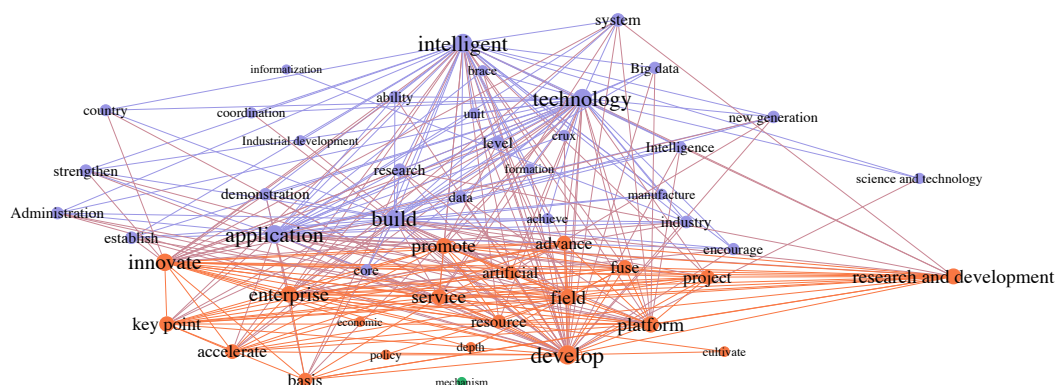 system
intelligent
informatization
brace
Big data
ability
technology
country
coordination
unit
new generation
Industrial development
level
crux
Intelligence
strengthen
research
formation
science and technology
demonstration
data
manufacture
Administration
build
achieve
industry
establish
application
promote
advance
encourage
innovate
core
artificial
fuse
project
research and development
enterprise
service
field
key point
economic
resource
platform
accelerate
policy
depth
develop
cultivate
basis
mechanism